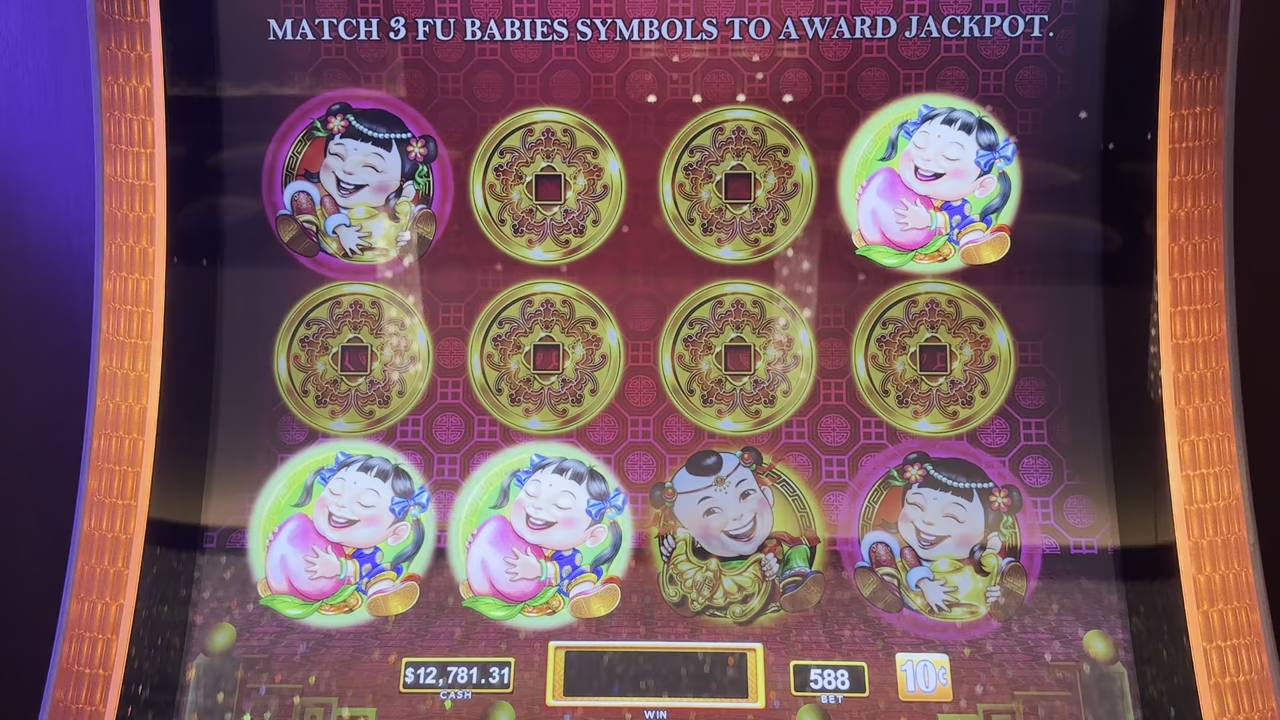 MATCH 3 FU BABIES SYMBOLS TO AWARD JACKPOT.
$12,781.31
CASH
WIN
588
BET
10¢